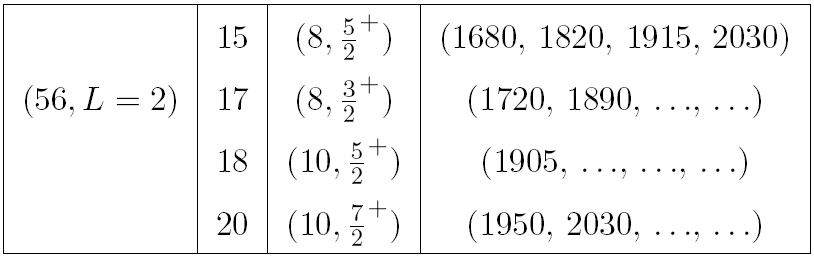 15 (8, 5/2+) (1680, 1820, 1915, 2030)
(56, L = 2) 17 (8, 3/2+) (1720, 1890, ..., ...)
18 (10, 5/2+) (1905, ..., ..., ...)
20 (10, 7/2+) (1950, 2030, ..., ...)